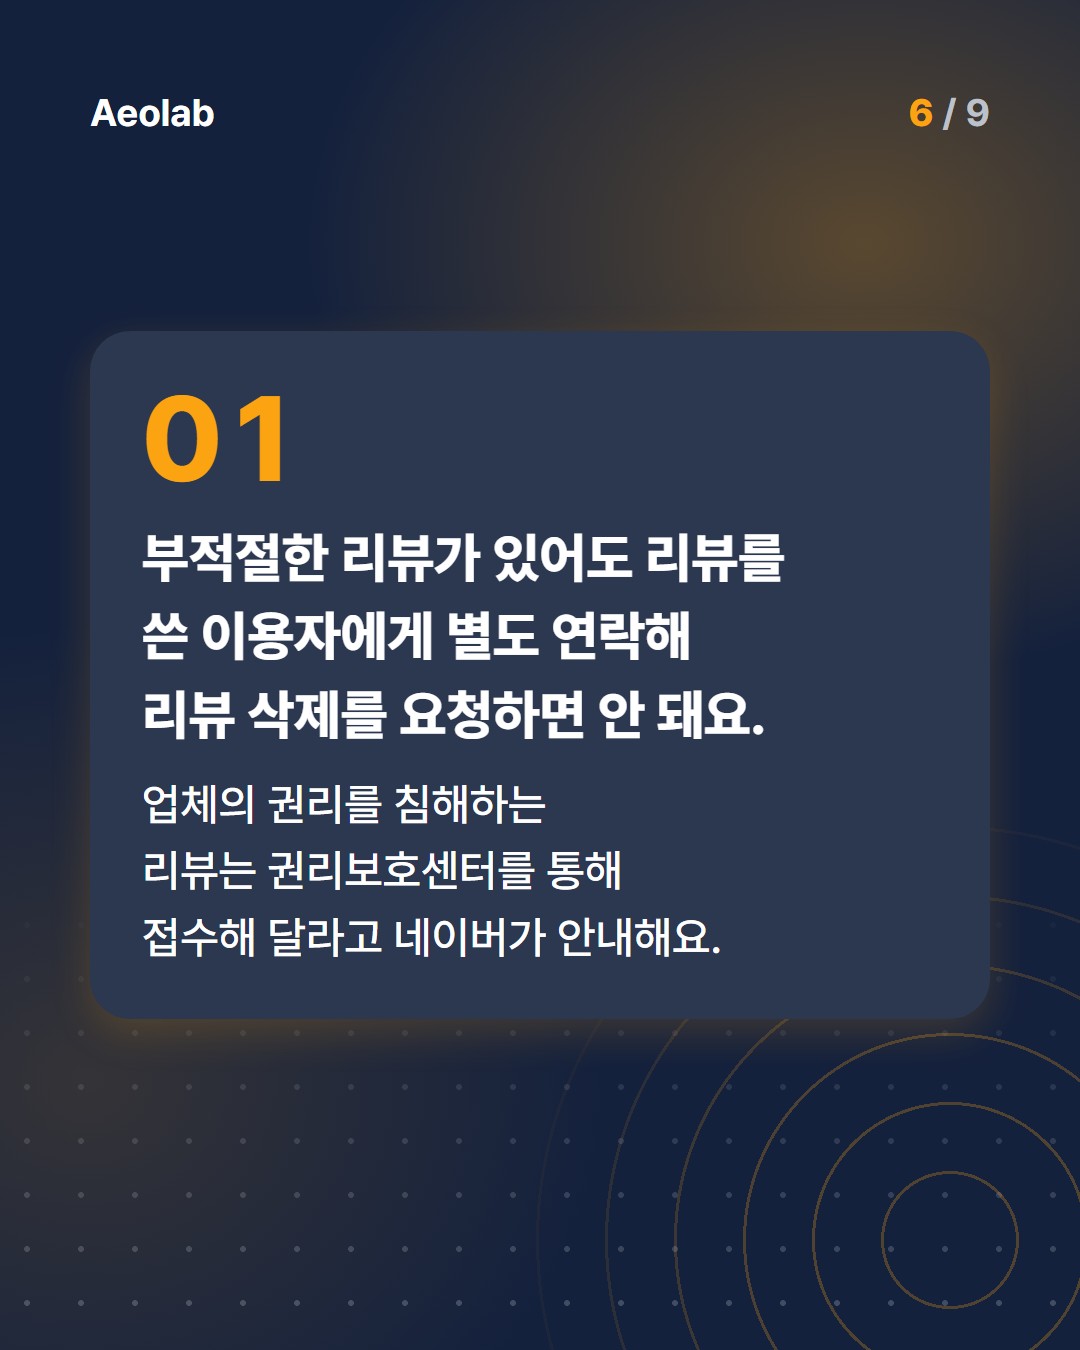 Aeolab
6 / 9
01
부적절한 리뷰가 있어도 리뷰를
쓴 이용자에게 별도 연락해
리뷰 삭제를 요청하면 안 돼요.
업체의 권리를 침해하는
리뷰는 권리보호센터를 통해
접수해 달라고 네이버가 안내해요.